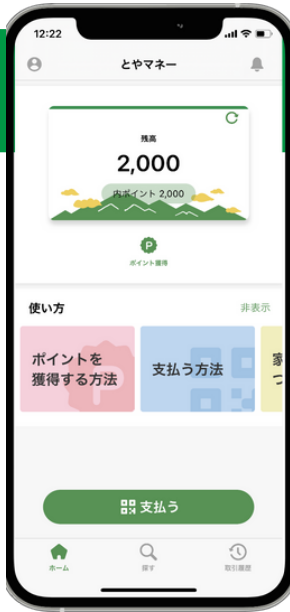 12:22
とやマネー
残高
2,000
内ポイント 2,000
P
ポイント獲得
使い方
非表示
ポイントを
獲得する方法
支払う方法
家
つ
支払う
ホーム
探す
取引履歴